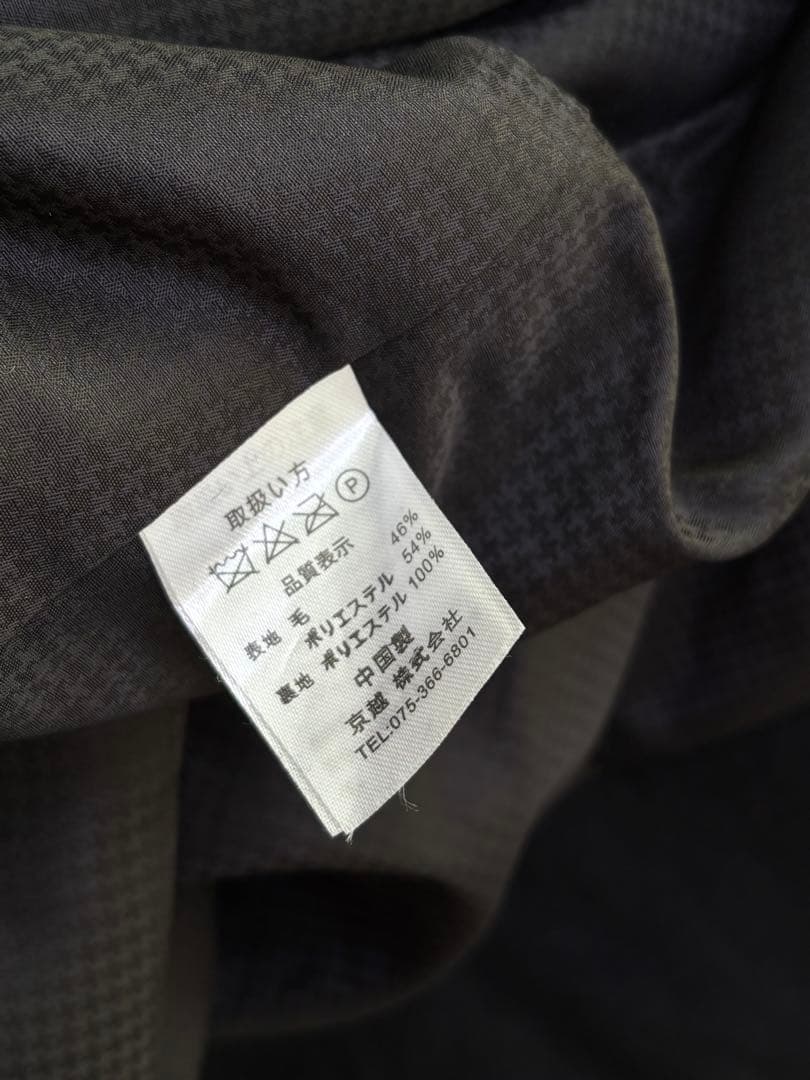 取扱い方
P
品質表示
表地 毛 46%
ポリエステル 54%
裏地 ポリエステル 100%
中国製
京越 株式会社
TEL:075-366-6801